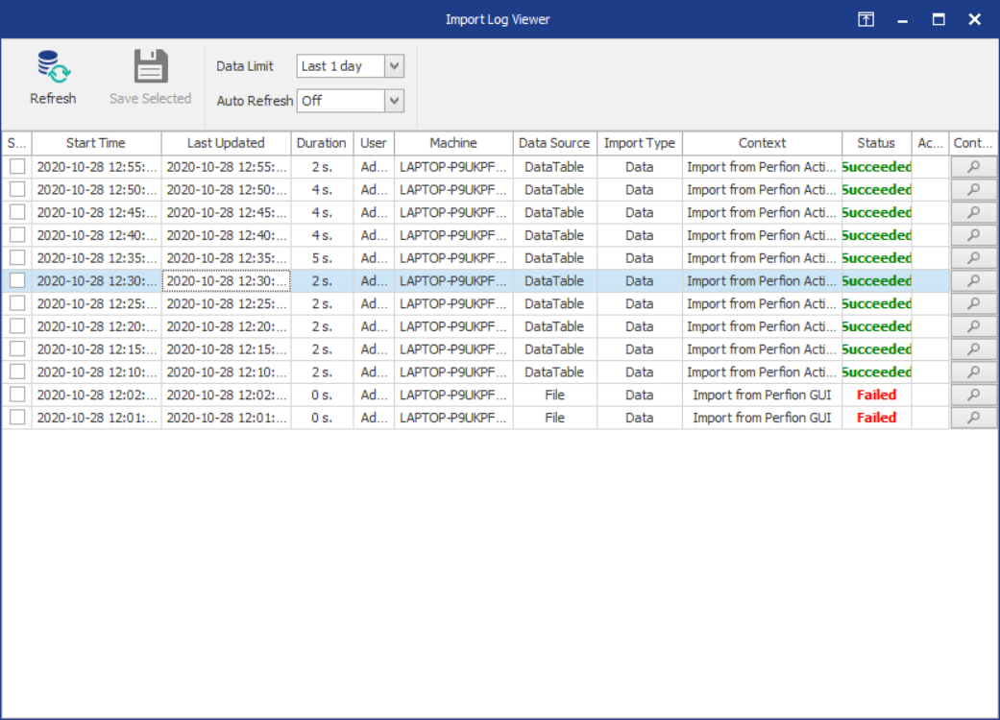 Import Log Viewer
Refresh
Save Selected
Data Limit Last 1 day
Auto Refresh Off
S... Start Time Last Updated Duration User Machine Data Source Import Type Context Status Ac... Cont...
2020-10-28 12:55:... 2020-10-28 12:55:... 2 s. Ad... LAPTOP-P9UKPF... DataTable Data Import from Perfion Acti... Succeeded
2020-10-28 12:50:... 2020-10-28 12:50:... 4 s. Ad... LAPTOP-P9UKPF... DataTable Data Import from Perfion Acti... Succeeded
2020-10-28 12:45:... 2020-10-28 12:45:... 4 s. Ad... LAPTOP-P9UKPF... DataTable Data Import from Perfion Acti... Succeeded
2020-10-28 12:40:... 2020-10-28 12:40:... 4 s. Ad... LAPTOP-P9UKPF... DataTable Data Import from Perfion Acti... Succeeded
2020-10-28 12:35:... 2020-10-28 12:35:... 5 s. Ad... LAPTOP-P9UKPF... DataTable Data Import from Perfion Acti... Succeeded
2020-10-28 12:30:... 2020-10-28 12:30:... 2 s. Ad... LAPTOP-P9UKPF... DataTable Data Import from Perfion Acti... Succeeded
2020-10-28 12:25:... 2020-10-28 12:25:... 2 s. Ad... LAPTOP-P9UKPF... DataTable Data Import from Perfion Acti... Succeeded
2020-10-28 12:20:... 2020-10-28 12:20:... 2 s. Ad... LAPTOP-P9UKPF... DataTable Data Import from Perfion Acti... Succeeded
2020-10-28 12:15:... 2020-10-28 12:15:... 2 s. Ad... LAPTOP-P9UKPF... DataTable Data Import from Perfion Acti... Succeeded
2020-10-28 12:10:... 2020-10-28 12:10:... 2 s. Ad... LAPTOP-P9UKPF... DataTable Data Import from Perfion Acti... Succeeded
2020-10-28 12:02:... 2020-10-28 12:02:... 0 s. Ad... LAPTOP-P9UKPF... File Data Import from Perfion GUI Failed
2020-10-28 12:01:... 2020-10-28 12:01:... 0 s. Ad... LAPTOP-P9UKPF... File Data Import from Perfion GUI Failed